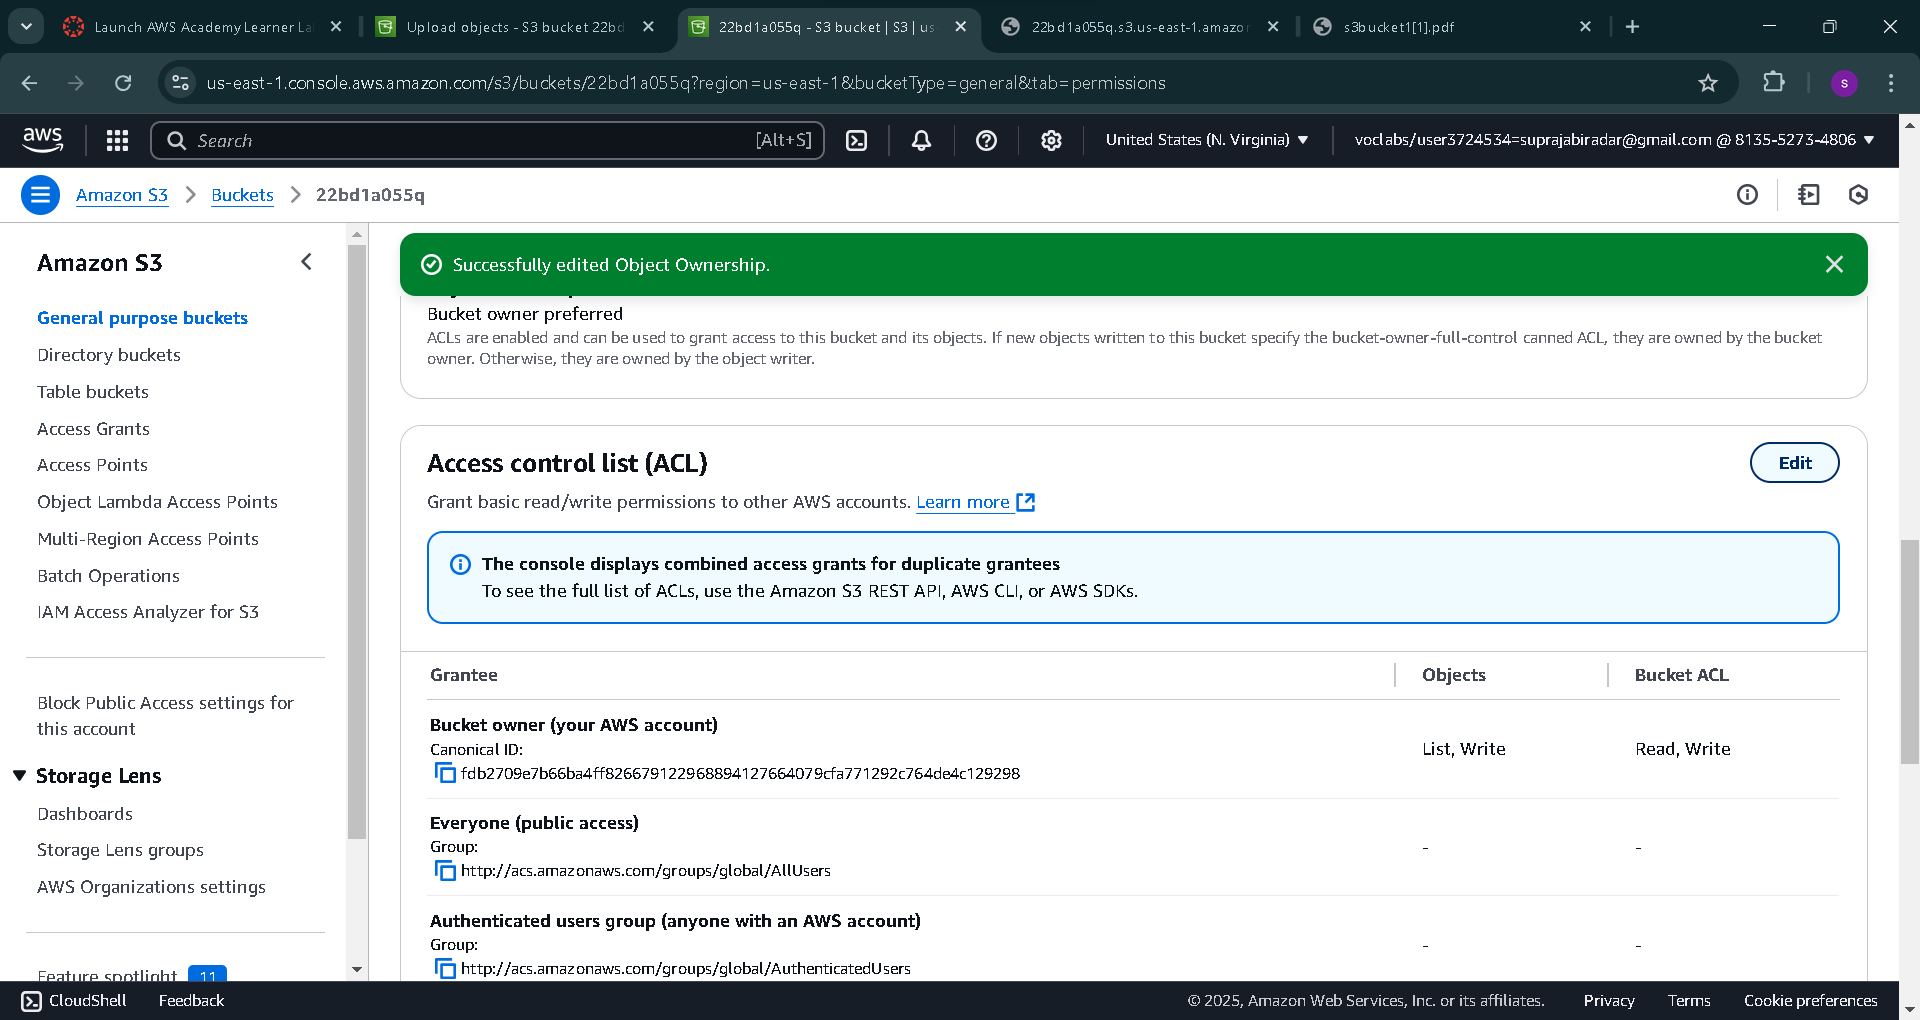 Launch AWS Academy Learner La
Upload objects - S3 bucket 22bd
22bd1a055q - S3 bucket | S3 | us-
22bd1a055q.s3.us-east-1.amazor
s3bucket1[1].pdf
us-east-1.console.aws.amazon.com/s3/buckets/22bd1a055q?region=us-east-1&bucketType=general&tab=permissions
s
aws
Search
[Alt+S]
United States (N. Virginia)
voclabs/user3724534=suprajabiradar@gmail.com @ 8135-5273-4806
Amazon S3
Buckets
22bd1a055q
Amazon S3
General purpose buckets
Directory buckets
Table buckets
Access Grants
Access Points
Object Lambda Access Points
Multi-Region Access Points
Batch Operations
IAM Access Analyzer for S3
Block Public Access settings for
this account
Storage Lens
Dashboards
Storage Lens groups
AWS Organizations settings
Feature spotlight 11
Successfully edited Object Ownership.
Bucket owner preferred
ACLs are enabled and can be used to grant access to this bucket and its objects. If new objects written to this bucket specify the bucket-owner-full-control canned ACL, they are owned by the bucket
owner. Otherwise, they are owned by the object writer.
Access control list (ACL)
Edit
Grant basic read/write permissions to other AWS accounts. Learn more
The console displays combined access grants for duplicate grantees
To see the full list of ACLs, use the Amazon S3 REST API, AWS CLI, or AWS SDKs.
Grantee
Objects
Bucket ACL
Bucket owner (your AWS account)
Canonical ID:
fdb2709e7b66ba4ff826679122968894127664079cfa771292c764de4c129298
List, Write
Read, Write
Everyone (public access)
Group:
http://acs.amazonaws.com/groups/global/AllUsers
-
-
Authenticated users group (anyone with an AWS account)
Group:
http://acs.amazonaws.com/groups/global/AuthenticatedUsers
-
-
CloudShell
Feedback
© 2025, Amazon Web Services, Inc. or its affiliates.
Privacy
Terms
Cookie preferences